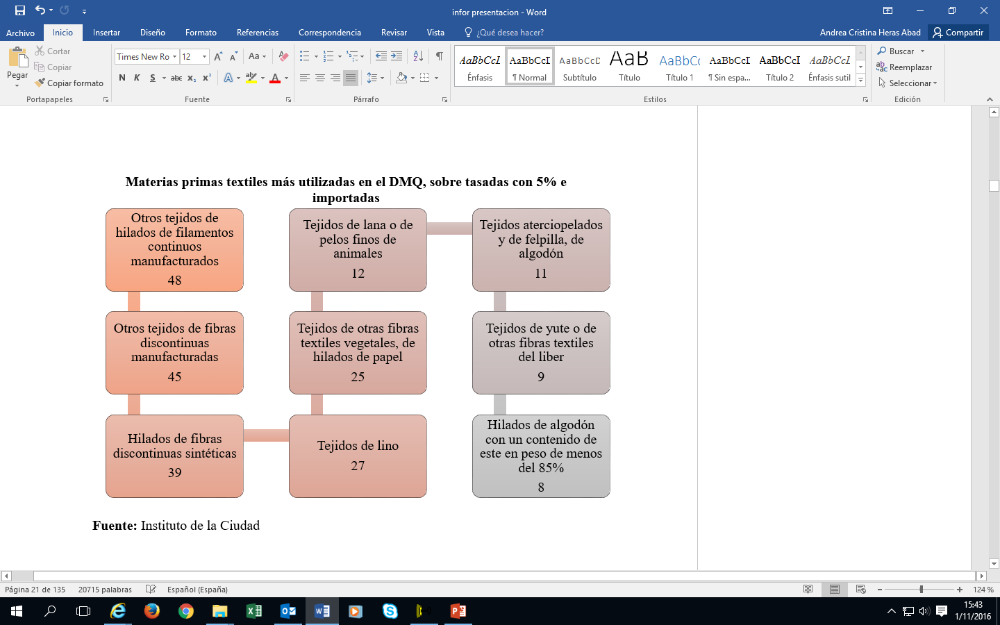 infor presentacion - Word
Archivo Inicio Insertar Diseño Formato Referencias Correspondencia Revisar Vista ¿Qué desea hacer? Andrea Cristina Heras Abad Compartir
Pegar
Cortar
Copiar
Copiar formato
Portapapeles
Times New Ro 12
N K S abc x₂ x²
Fuente
Párrafo
AaBbCcI AaBbCcI AaBbCcD AaB AaBbCc AaBbCcI AaBbCcI AaBbCcI
Énfasis ¶ Normal Subtítulo Título Título 1 ¶ Sin espa... Título 2 Énfasis sutil
Estilos
Buscar
Reemplazar
Seleccionar
Edición
Materias primas textiles más utilizadas en el DMQ, sobre tasadas con 5% e
importadas
Otros tejidos de
hilados de filamentos
continuos
manufacturados
48
Otros tejidos de fibras
discontinuas
manufacturadas
45
Hilados de fibras
discontinuas sintéticas
39
Tejidos de lino
27
Tejidos de otras fibras
textiles vegetales, de
hilados de papel
25
Tejidos de lana o de
pelos finos de
animales
12
Tejidos aterciopelados
y de felpilla, de
algodón
11
Tejidos de yute o de
otras fibras textiles
del liber
9
Hilados de algodón
con un contenido de
este en peso de menos
del 85%
8
Fuente: Instituto de la Ciudad
Página 21 de 135 20715 palabras Español (España) 124 %
15:43
1/11/2016